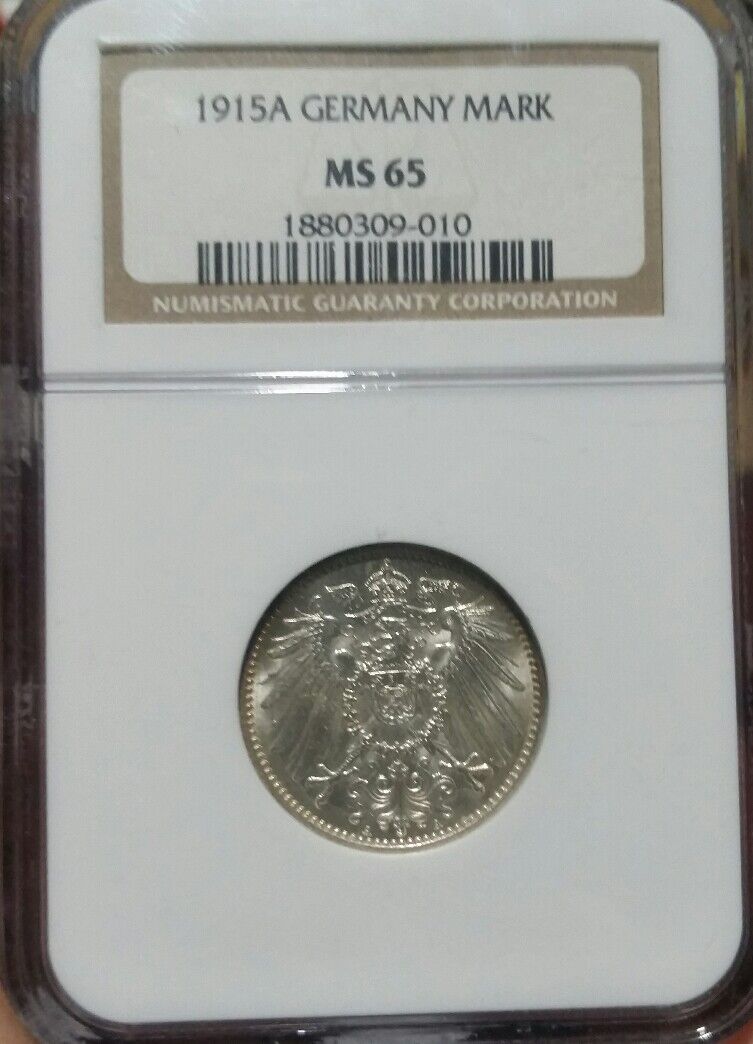 1915A GERMANY MARK
MS 65
1880309-010
NUMISMATIC GUARANTY CORPORATION
A A